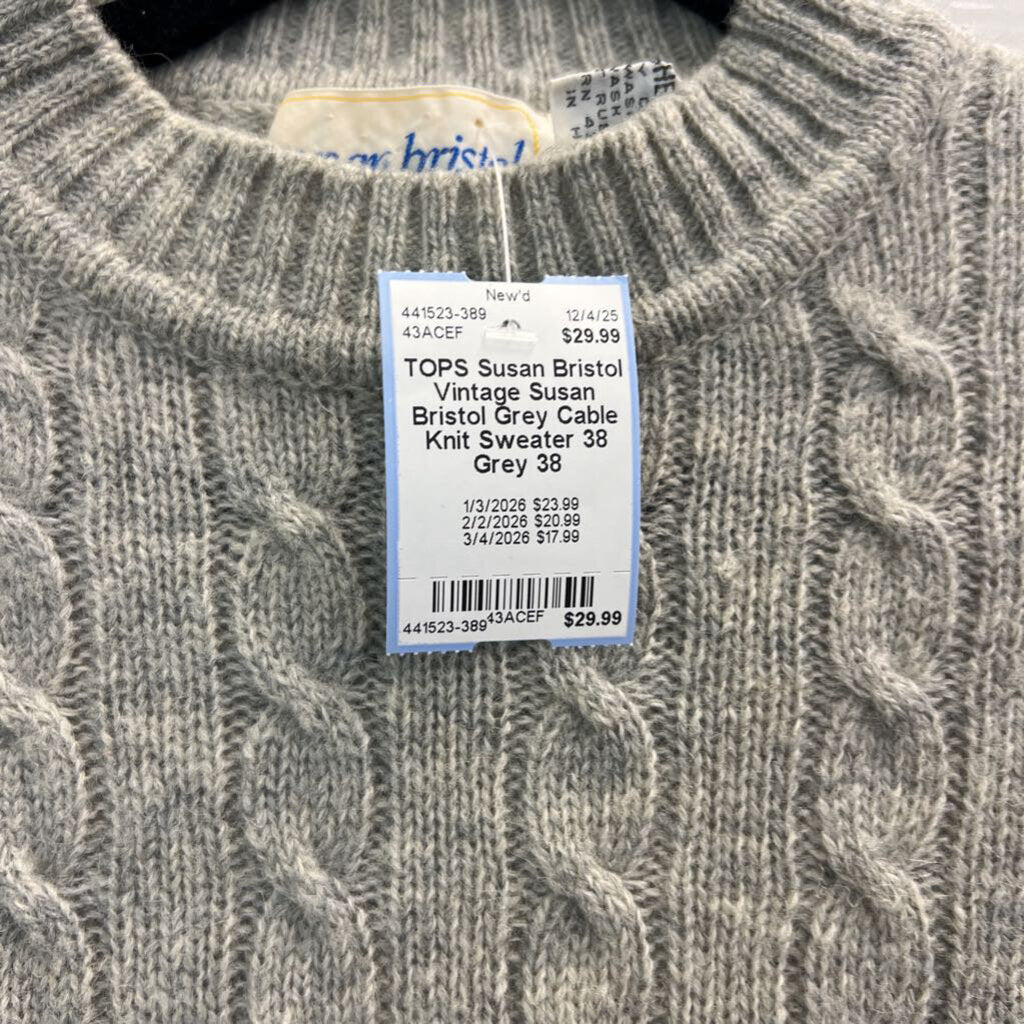 bristol
New'd
441523-389 12/4/25
43ACEF $29.99
TOPS Susan Bristol
Vintage Susan
Bristol Grey Cable
Knit Sweater 38
Grey 38
1/3/2026 $23.99
2/2/2026 $20.99
3/4/2026 $17.99
441523-389 43ACEF $29.99